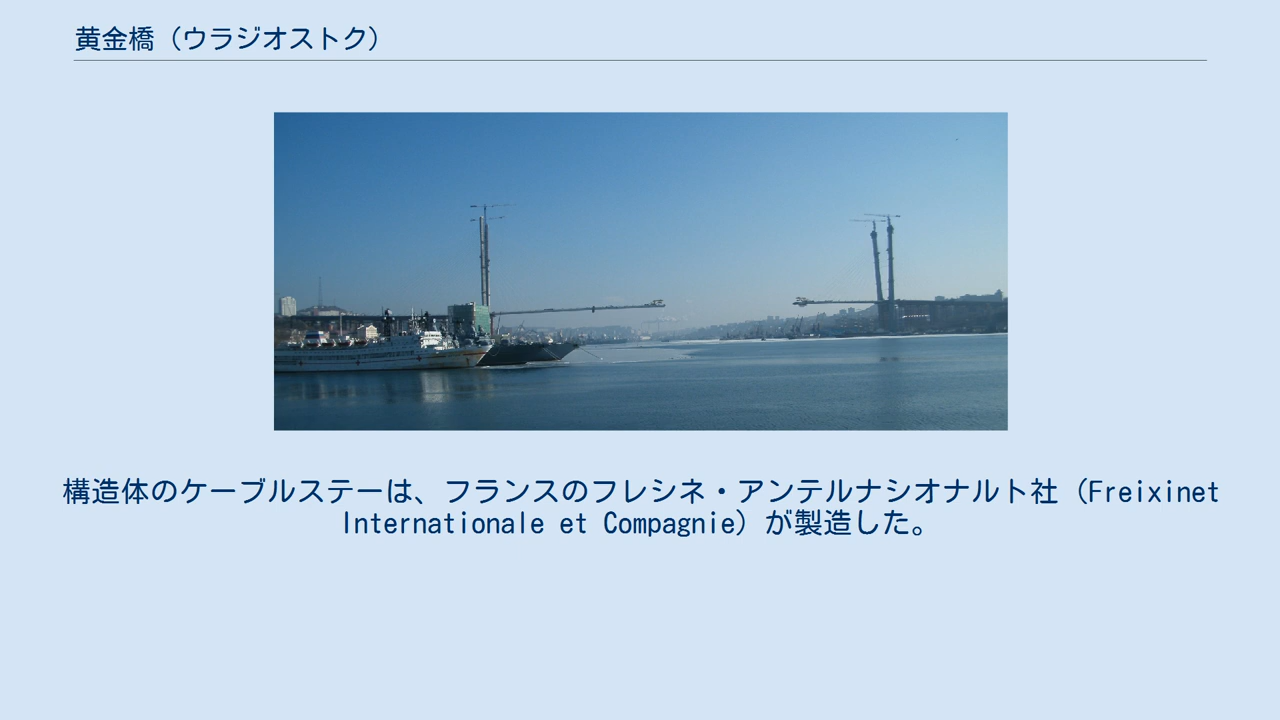 黄金橋（ウラジオストク）
構造体のケーブルステーは、フランスのフレシネ・アンテルナシオナルト社（Freixinet
Internationale et Compagnie）が製造した。